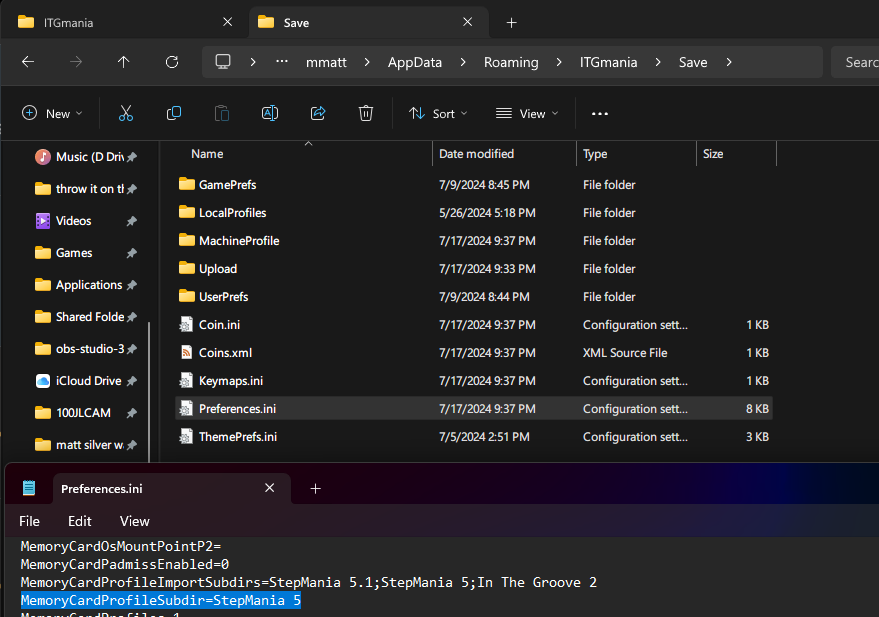 ITGmania
Save
mmatt > AppData > Roaming > ITGmania > Save >
Searc
New
Sort
View
Name Date modified Type Size
Music (D Driv
throw it on th
Videos
Games
Applications
Shared Folde
obs-studio-3
iCloud Drive
100JLCAM
matt silver w
GamePrefs 7/9/2024 8:45 PM File folder
LocalProfiles 5/26/2024 5:18 PM File folder
MachineProfile 7/17/2024 9:37 PM File folder
Upload 7/17/2024 9:33 PM File folder
UserPrefs 7/9/2024 8:44 PM File folder
Coin.ini 7/17/2024 9:37 PM Configuration sett... 1 KB
Coins.xml 7/17/2024 9:37 PM XML Source File 1 KB
Keymaps.ini 7/17/2024 9:37 PM Configuration sett... 1 KB
Preferences.ini 7/17/2024 9:37 PM Configuration sett... 8 KB
ThemePrefs.ini 7/5/2024 2:51 PM Configuration sett... 3 KB
Preferences.ini
File Edit View
MemoryCardOsMountPointP2=
MemoryCardPadmissEnabled=0
MemoryCardProfileImportSubdirs=StepMania 5.1;StepMania 5;In The Groove 2
MemoryCardProfileSubdir=StepMania 5